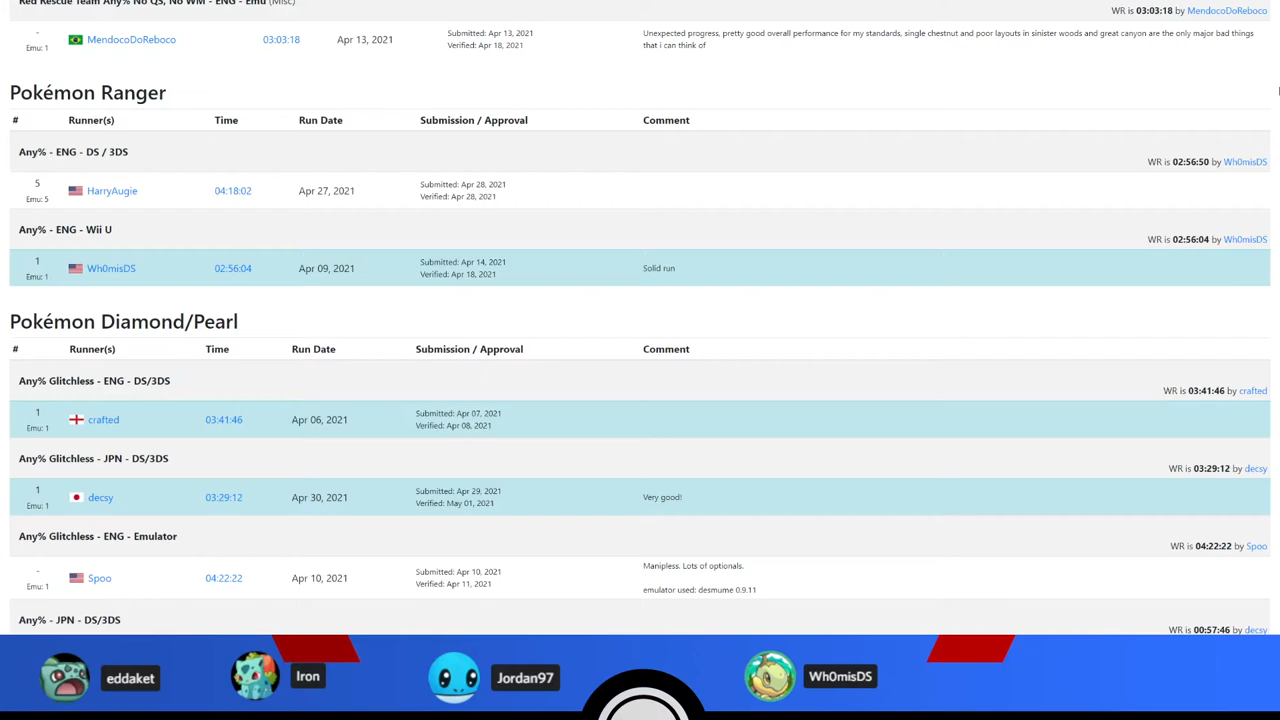 Red Rescue Team Any% No QS, No WM - ENG - Emu (Misc)
WR is 03:03:18 by MendocoDoReboco
-
Emu: 1
MendocoDoReboco 03:03:18 Apr 13, 2021
Submitted: Apr 13, 2021
Verified: Apr 18, 2021
Unexpected progress, pretty good overall performance for my standards, single chestnut and poor layouts in sinister woods and great canyon are the only major bad things
that i can think of
Pokémon Ranger
# Runner(s) Time Run Date Submission / Approval Comment
Any% - ENG - DS / 3DS
WR is 02:56:50 by Wh0misDS
5
Emu: 5
HarryAugie 04:18:02 Apr 27, 2021
Submitted: Apr 28, 2021
Verified: Apr 28, 2021
Any% - ENG - Wii U
WR is 02:56:04 by Wh0misDS
1
Emu: 1
Wh0misDS 02:56:04 Apr 09, 2021
Submitted: Apr 14, 2021
Verified: Apr 18, 2021
Solid run
Pokémon Diamond/Pearl
# Runner(s) Time Run Date Submission / Approval Comment
Any% Glitchless - ENG - DS/3DS
WR is 03:41:46 by crafted
1
Emu: 1
crafted 03:41:46 Apr 06, 2021
Submitted: Apr 07, 2021
Verified: Apr 08, 2021
Any% Glitchless - JPN - DS/3DS
WR is 03:29:12 by decsy
1
Emu: 1
decsy 03:29:12 Apr 30, 2021
Submitted: Apr 29, 2021
Verified: May 01, 2021
Very good!
Any% Glitchless - ENG - Emulator
WR is 04:22:22 by Spoo
-
Emu: 1
Spoo 04:22:22 Apr 10, 2021
Submitted: Apr 10, 2021
Verified: Apr 11, 2021
Manipless. Lots of optionals.
emulator used: desmume 0.9.11
Any% - JPN - DS/3DS
WR is 00:57:46 by decsy
eddaket Iron Jordan97 Wh0misDS